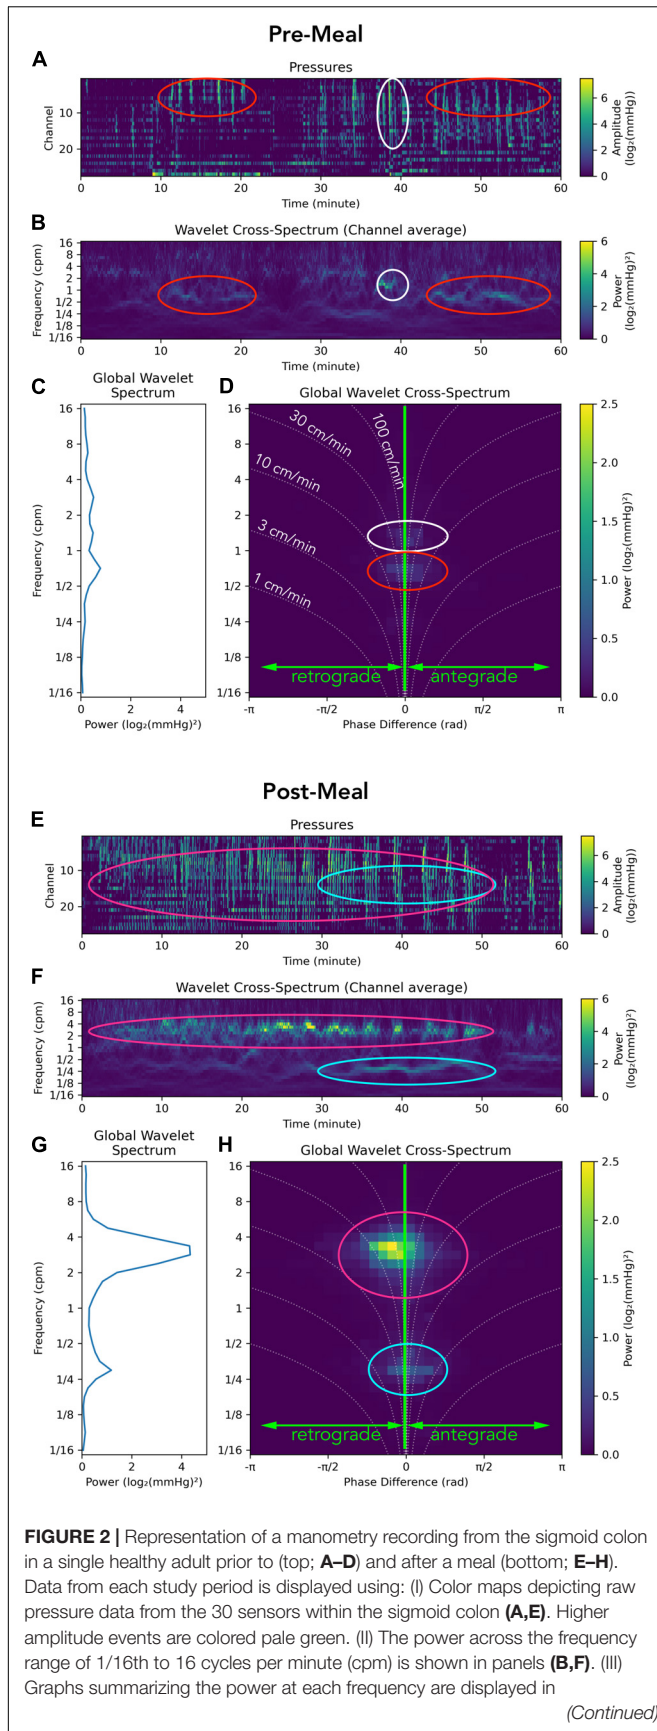 Pre-Meal
A
Pressures
Channel
10
20
0 10 20 30 40 50 60
Time (minute)
6
4
2
0
Amplitude
(log₂(mmHg))
B
Wavelet Cross-Spectrum (Channel average)
Frequency (cpm)
16
8
4
2
1
1/2
1/4
1/8
1/16
0 10 20 30 40 50 60
Time (minute)
6
4
2
0
Power
(log₂(mmHg)²)
C
Global Wavelet
Spectrum
Frequency (cpm)
16
8
4
2
1
1/2
1/4
1/8
1/16
0 2 4
Power (log₂(mmHg)²)
D
Global Wavelet Cross-Spectrum
16
8
4
2
1
1/2
1/4
1/8
1/16
30 cm/min
100 cm/min
10 cm/min
3 cm/min
1 cm/min
retrograde antegrade
-π -π/2 0 π/2 π
Phase Difference (rad)
2.5
2.0
1.5
1.0
0.5
0.0
Power (log₂(mmHg)²)
Post-Meal
E
Pressures
Channel
10
20
0 10 20 30 40 50 60
Time (minute)
6
4
2
0
Amplitude
(log₂(mmHg))
F
Wavelet Cross-Spectrum (Channel average)
Frequency (cpm)
16
8
4
2
1
1/2
1/4
1/8
1/16
0 10 20 30 40 50 60
Time (minute)
6
4
2
0
Power
(log₂(mmHg)²)
G
Global Wavelet
Spectrum
Frequency (cpm)
16
8
4
2
1
1/2
1/4
1/8
1/16
0 2 4
Power (log₂(mmHg)²)
H
Global Wavelet Cross-Spectrum
16
8
4
2
1
1/2
1/4
1/8
1/16
retrograde antegrade
-π -π/2 0 π/2 π
Phase Difference (rad)
2.5
2.0
1.5
1.0
0.5
0.0
Power (log₂(mmHg)²)
FIGURE 2 | Representation of a manometry recording from the sigmoid colon
in a single healthy adult prior to (top; A–D) and after a meal (bottom; E–H).
Data from each study period is displayed using: (I) Color maps depicting raw
pressure data from the 30 sensors within the sigmoid colon (A,E). Higher
amplitude events are colored pale green. (II) The power across the frequency
range of 1/16th to 16 cycles per minute (cpm) is shown in panels (B,F). (III)
Graphs summarizing the power at each frequency are displayed in
(Continued)